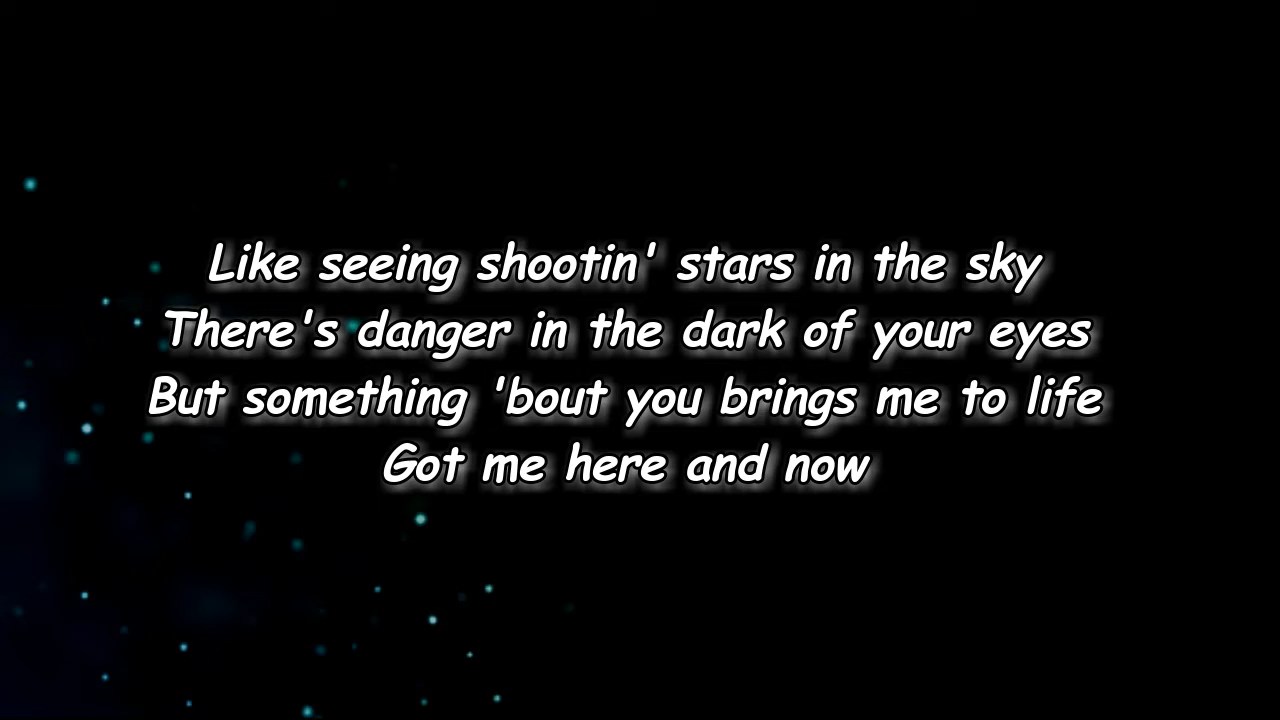 Like seeing shootin' stars in the sky
There's danger in the dark of your eyes
But something 'bout you brings me to life
Got me here and now